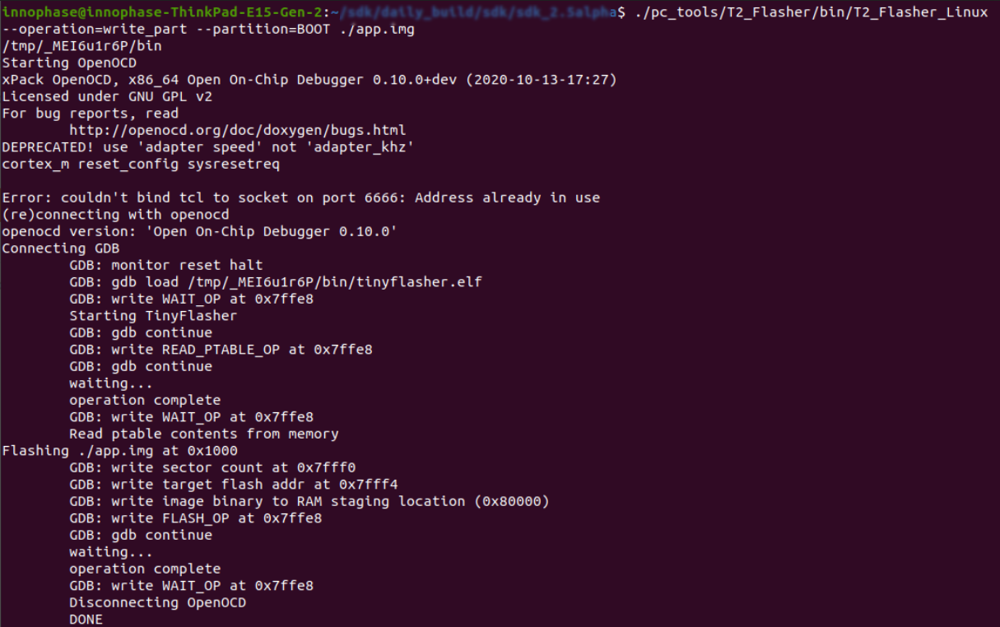 innophase@innophase-ThinkPad-E15-Gen-2:~/sdk/daily_build/sdk/sdk_2.5alpha$ ./pc_tools/T2_Flasher/bin/T2_Flasher_Linux
--operation=write_part --partition=BOOT ./app.img
/tmp/_MEI6u1r6P/bin
Starting OpenOCD
xPack OpenOCD, x86_64 Open On-Chip Debugger 0.10.0+dev (2020-10-13-17:27)
Licensed under GNU GPL v2
For bug reports, read
        http://openocd.org/doc/doxygen/bugs.html
DEPRECATED! use 'adapter speed' not 'adapter_khz'
cortex_m reset_config sysresetreq
Error: couldn't bind tcl to socket on port 6666: Address already in use
(re)connecting with openocd
openocd version: 'Open On-Chip Debugger 0.10.0'
Connecting GDB
        GDB: monitor reset halt
        GDB: gdb load /tmp/_MEI6u1r6P/bin/tinyflasher.elf
        GDB: write WAIT_OP at 0x7ffe8
        Starting TinyFlasher
        GDB: gdb continue
        GDB: write READ_PTABLE_OP at 0x7ffe8
        GDB: gdb continue
        waiting...
        operation complete
        GDB: write WAIT_OP at 0x7ffe8
        Read ptable contents from memory
Flashing ./app.img at 0x1000
        GDB: write sector count at 0x7fff0
        GDB: write target flash addr at 0x7fff4
        GDB: write image binary to RAM staging location (0x80000)
        GDB: write FLASH_OP at 0x7ffe8
        GDB: gdb continue
        waiting...
        operation complete
        GDB: write WAIT_OP at 0x7ffe8
        Disconnecting OpenOCD
        DONE